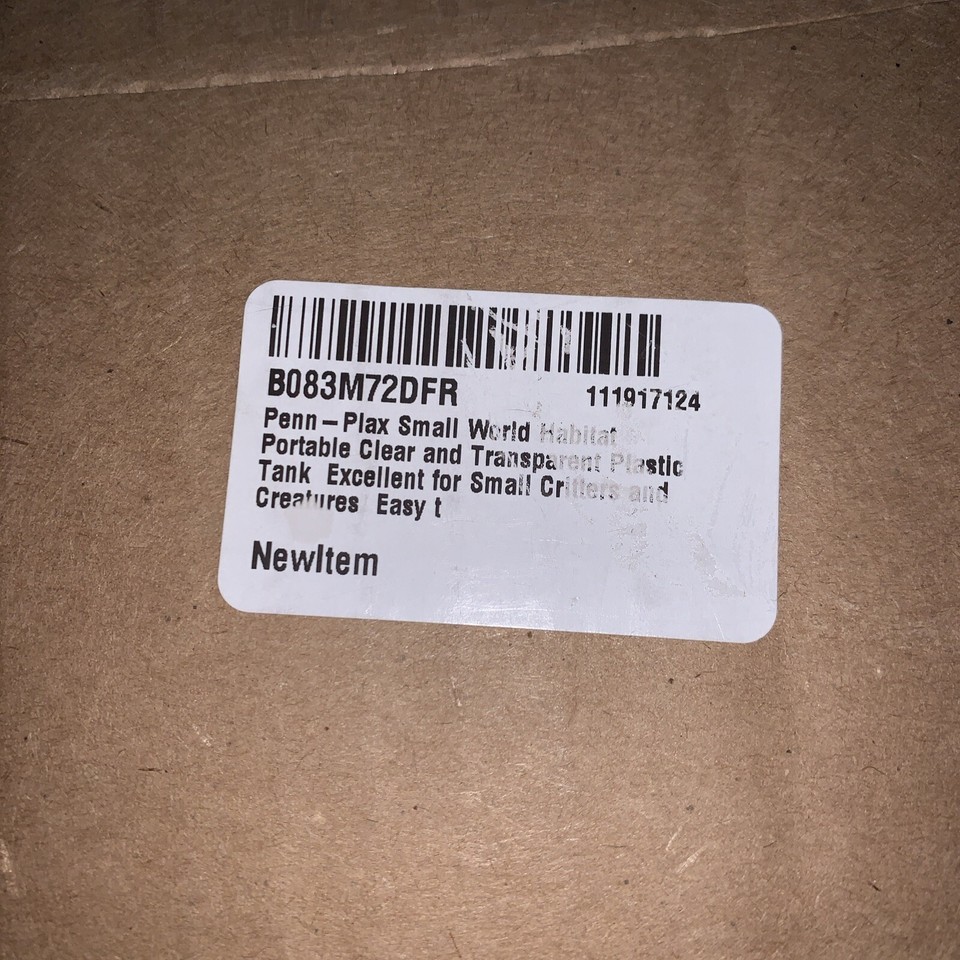 B083M72DFR 111917124
Penn-Plax Small World Habitat
Portable Clear and Transparent Plastic
Tank Excellent for Small Critters and
Creatures Easy t
NewItem